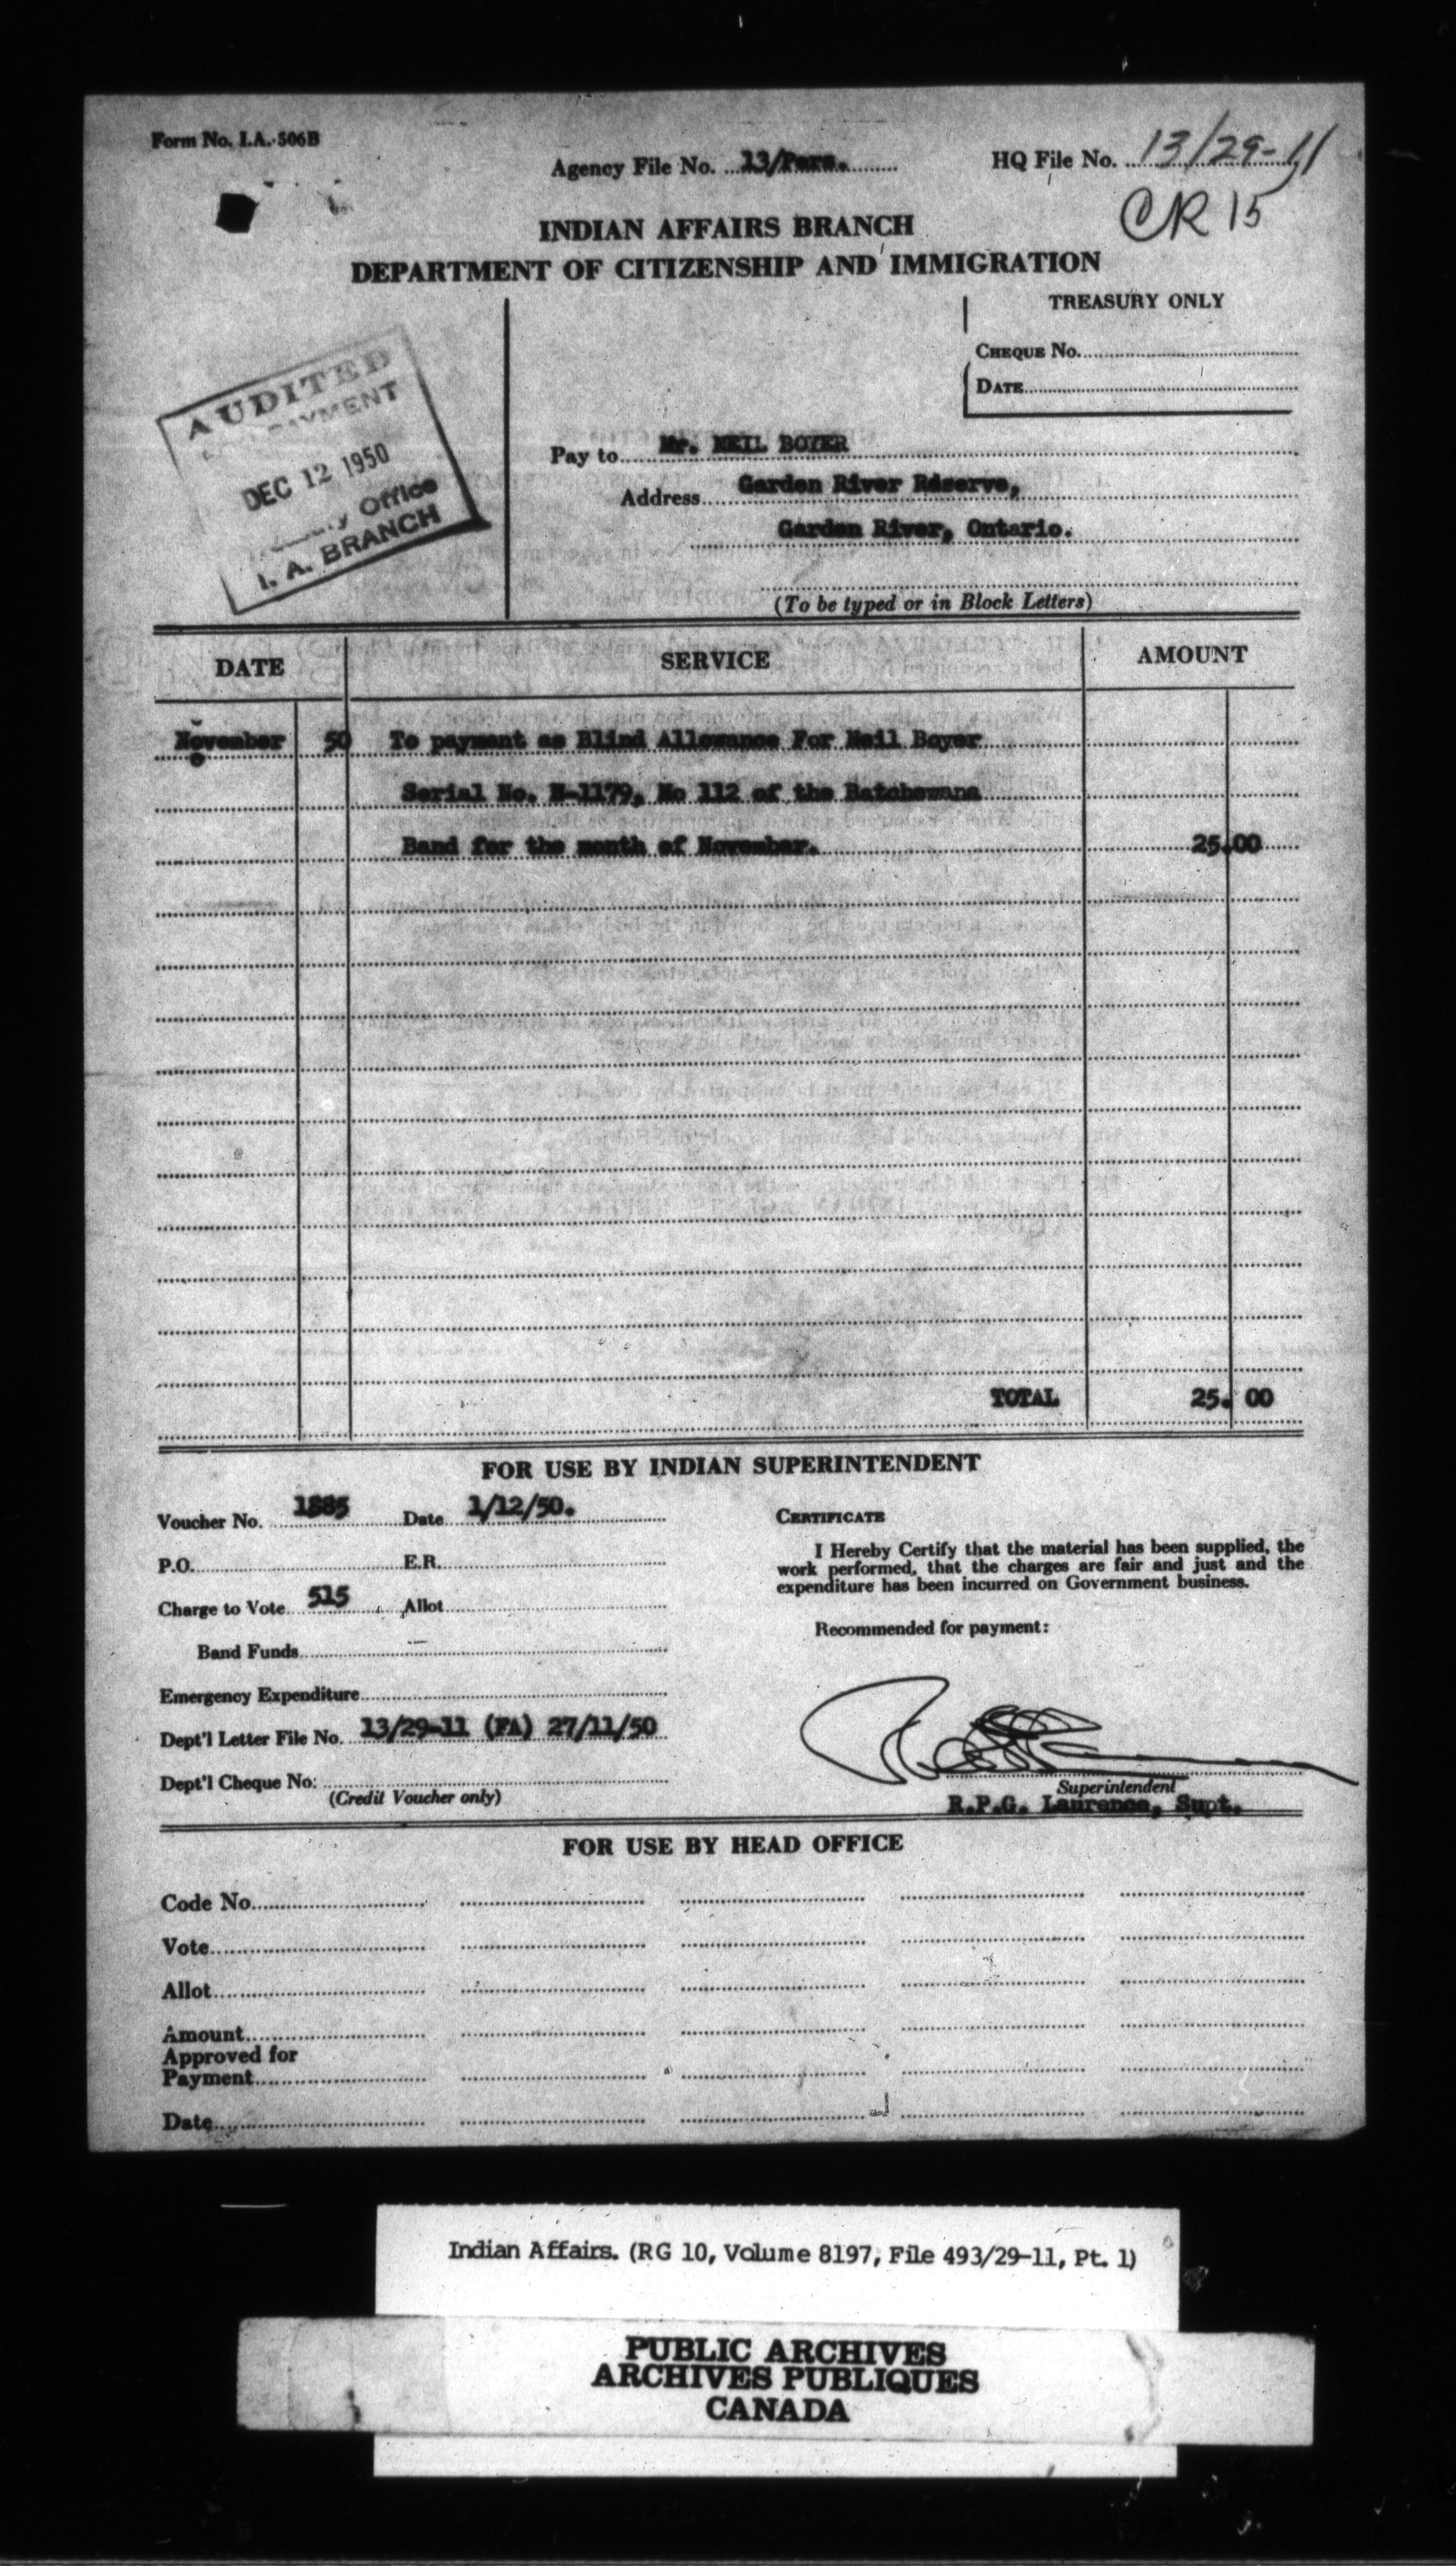 Form No. I.A. 506B
Agency File No. 13/Pers.
HQ File No. 13/29-11
CR 15
INDIAN AFFAIRS BRANCH
DEPARTMENT OF CITIZENSHIP AND IMMIGRATION
TREASURY ONLY
CHEQUE No.
DATE
AUDITED
PAYMENT
DEC 12 1950
Office
I. A. BRANCH
Pay to Mr. NEIL BOYER
Address Garden River Reserve,
Garden River, Ontario.
(To be typed or in Block Letters)
DATE SERVICE AMOUNT
November 50 To payment as Blind Allowance For Neil Boyer
Serial No. N-1179, No 112 of the Batchewana
Band for the month of November. 25.00
TOTAL 25. 00
FOR USE BY INDIAN SUPERINTENDENT
Voucher No. 1885 Date 1/12/50.
P.O. E.R.
Charge to Vote 515 Allot
Band Funds
Emergency Expenditure
Dept'l Letter File No. 13/29-11 (FA) 27/11/50
Dept'l Cheque No:
(Credit Voucher only)
CERTIFICATE
I Hereby Certify that the material has been supplied, the
work performed, that the charges are fair and just and the
expenditure has been incurred on Government business.
Recommended for payment:
Superintendent
R.P.G. Laurence, Supt.
FOR USE BY HEAD OFFICE
Code No.
Vote
Allot
Amount
Approved for
Payment
Date
Indian Affairs. (RG 10, Volume 8197, File 493/29-11, Pt. 1)
PUBLIC ARCHIVES
ARCHIVES PUBLIQUES
CANADA